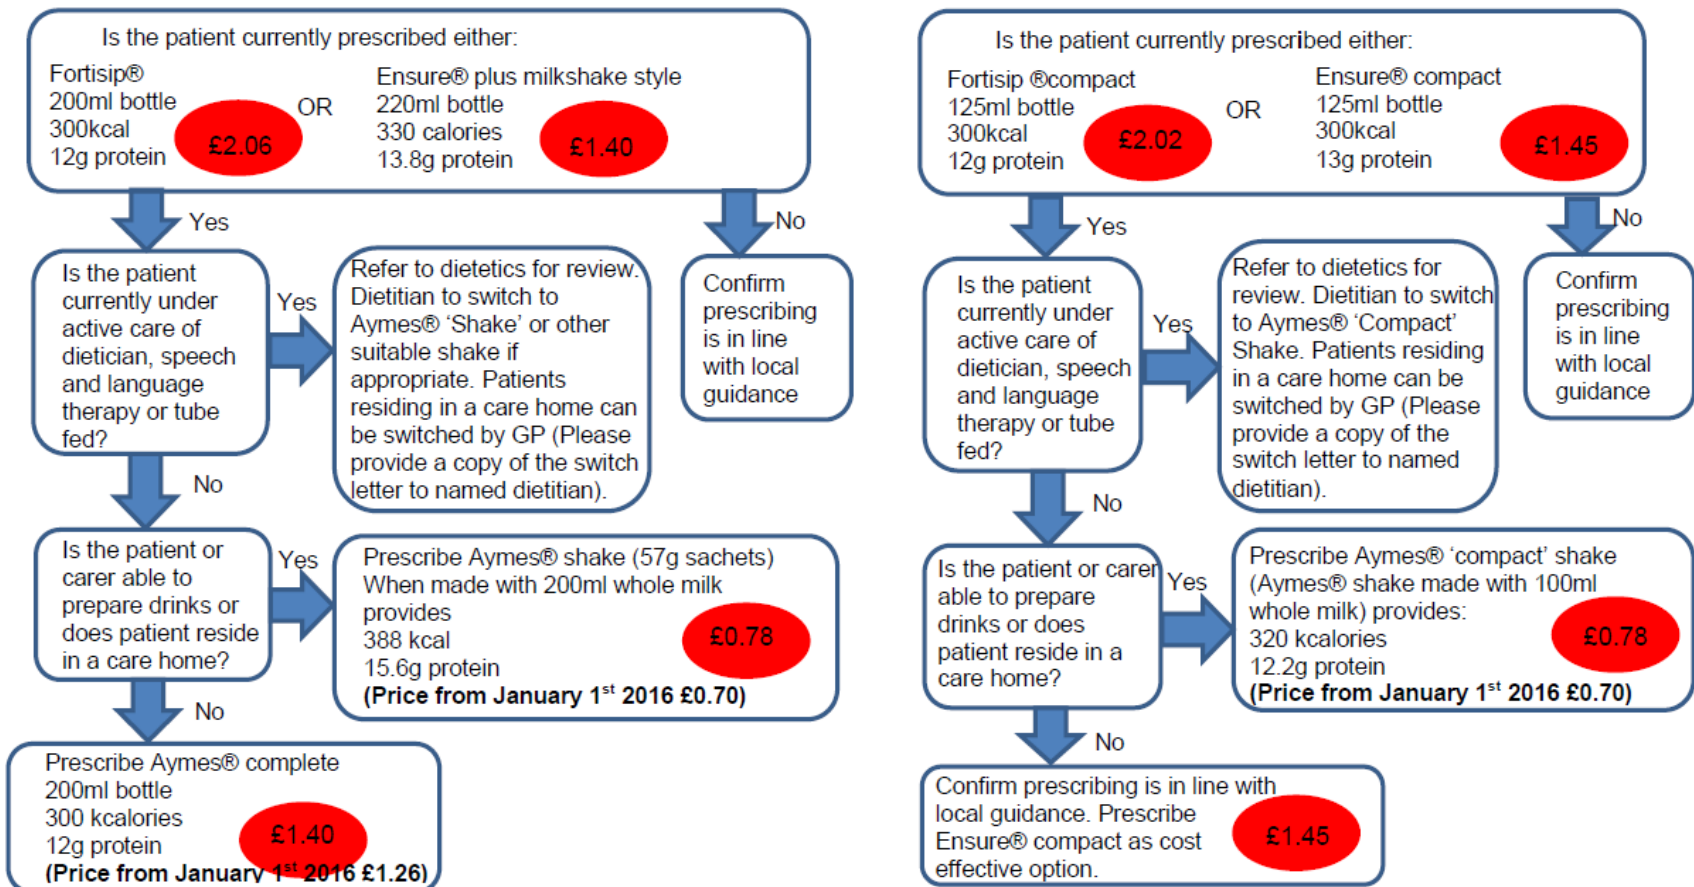 Is the patient currently prescribed either:
Fortisip®
200ml bottle
300kcal
12g protein
£2.06
OR
Ensure® plus milkshake style
220ml bottle
330 calories
13.8g protein
£1.40
Yes
No
Is the patient
currently under
active care of
dietician, speech
and language
therapy or tube
fed?
Yes
Refer to dietetics for review.
Dietitian to switch to
Aymes® ‘Shake’ or other
suitable shake if
appropriate. Patients
residing in a care home can
be switched by GP (Please
provide a copy of the switch
letter to named dietitian).
Confirm
prescribing
is in line
with local
guidance
No
Is the patient or
carer able to
prepare drinks or
does patient reside
in a care home?
Yes
Prescribe Aymes® shake (57g sachets)
When made with 200ml whole milk
provides
388 kcal
15.6g protein
£0.78
(Price from January 1st 2016 £0.70)
No
Prescribe Aymes® complete
200ml bottle
300 kcalories
12g protein
£1.40
(Price from January 1st 2016 £1.26)
Is the patient currently prescribed either:
Fortisip ®compact
125ml bottle
300kcal
12g protein
£2.02
OR
Ensure® compact
125ml bottle
300kcal
13g protein
£1.45
Yes
No
Is the patient
currently under
active care of
dietician, speech
and language
therapy or tube
fed?
Yes
Refer to dietetics for
review. Dietitian to switch
to Aymes® ‘Compact’
Shake. Patients residing
in a care home can be
switched by GP (Please
provide a copy of the
switch letter to named
dietitian).
Confirm
prescribing
is in line
with local
guidance
No
Is the patient or carer
able to prepare
drinks or does
patient reside in a
care home?
Yes
Prescribe Aymes® ‘compact’ shake
(Aymes® shake made with 100ml
whole milk) provides:
320 kcalories
12.2g protein
£0.78
(Price from January 1st 2016 £0.70)
No
Confirm prescribing is in line with
local guidance. Prescribe
Ensure® compact as cost
effective option.
£1.45